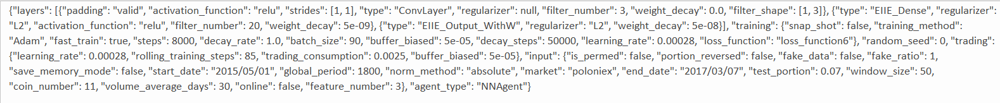 {"layers": [{"padding": "valid", "activation_function": "relu", "strides": [1, 1], "type": "ConvLayer", "regularizer": null, "filter_number": 3, "weight_decay": 0.0, "filter_shape": [1, 3]}, {"type": "EIIE_Dense", "regularizer":
"L2", "activation_function": "relu", "filter_number": 20, "weight_decay": 5e-09}, {"type": "EIIE_Output_WithW", "regularizer": "L2", "weight_decay": 5e-08}], "training": {"snap_shot": false, "training_method":
"Adam", "fast_train": true, "steps": 8000, "decay_rate": 1.0, "batch_size": 90, "buffer_biased": 5e-05, "decay_steps": 50000, "learning_rate": 0.00028, "loss_function": "loss_function6"}, "random_seed": 0, "trading":
{"learning_rate": 0.00028, "rolling_training_steps": 85, "trading_consumption": 0.0025, "buffer_biased": 5e-05}, "input": {"is_permed": false, "portion_reversed": false, "fake_data": false, "fake_ratio": 1,
"save_memory_mode": false, "start_date": "2015/05/01", "global_period": 1800, "norm_method": "absolute", "market": "poloniex", "end_date": "2017/03/07", "test_portion": 0.07, "window_size": 50,
"coin_number": 11, "volume_average_days": 30, "online": false, "feature_number": 3}, "agent_type": "NNAgent"}